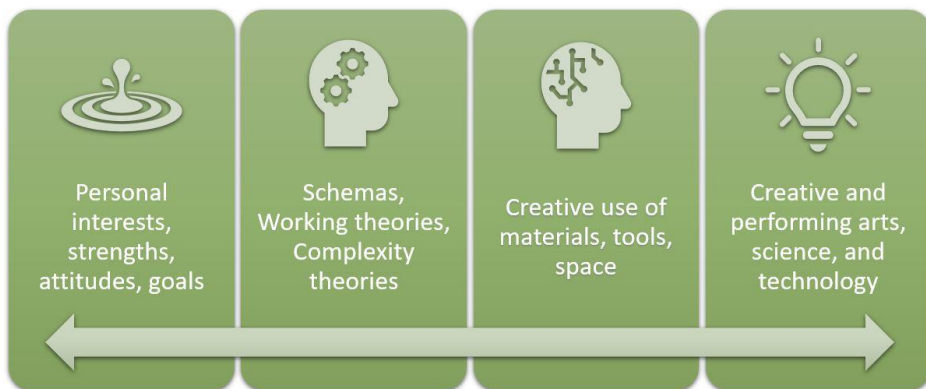 Personal
interests,
strengths,
attitudes, goals
Schemas,
Working theories,
Complexity
theories
Creative use of
materials, tools,
space
Creative and
performing arts,
science, and
technology